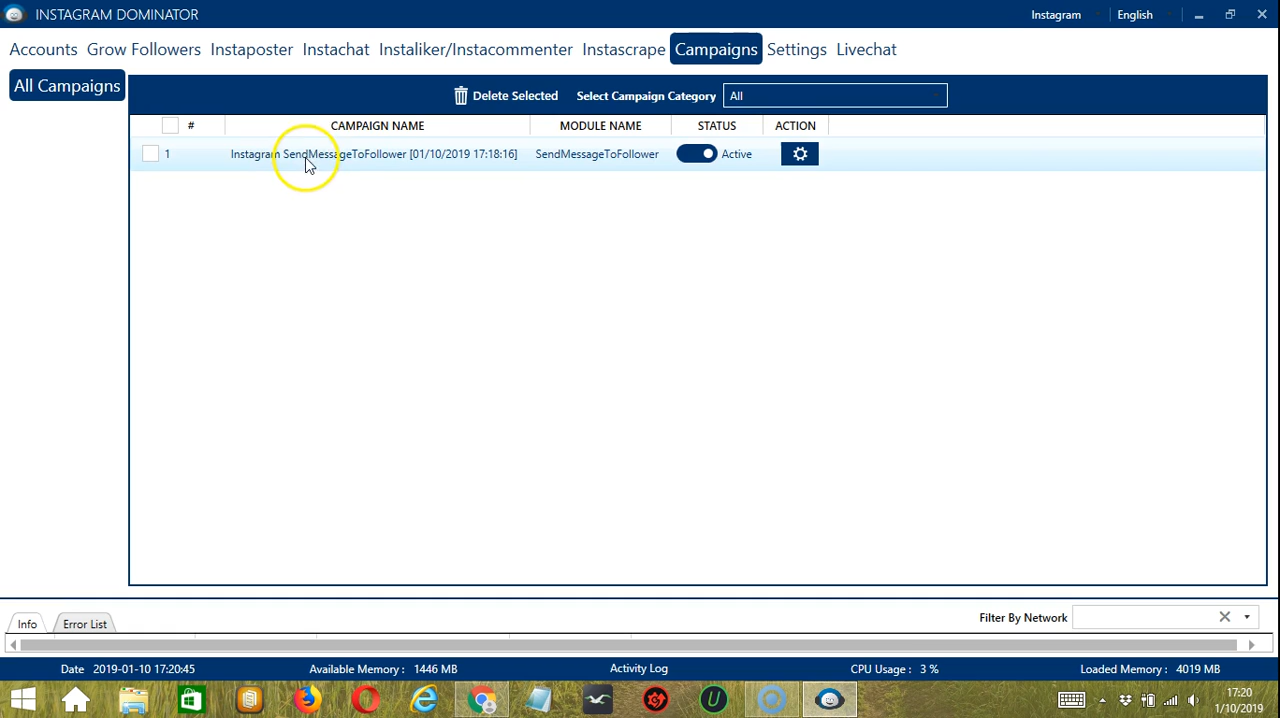 INSTAGRAM DOMINATOR
Instagram English
Accounts Grow Followers Instaposter Instachat Instaliker/Instacommenter Instascrape Campaigns Settings Livechat
All Campaigns
Delete Selected Select Campaign Category All
# CAMPAIGN NAME MODULE NAME STATUS ACTION
1 Instagram SendMessageToFollower [01/10/2019 17:18:16] SendMessageToFollower Active
Info Error List Filter By Network
Date 2019-01-10 17:20:45 Available Memory : 1446 MB Activity Log CPU Usage : 3 % Loaded Memory : 4019 MB
17:20
1/10/2019